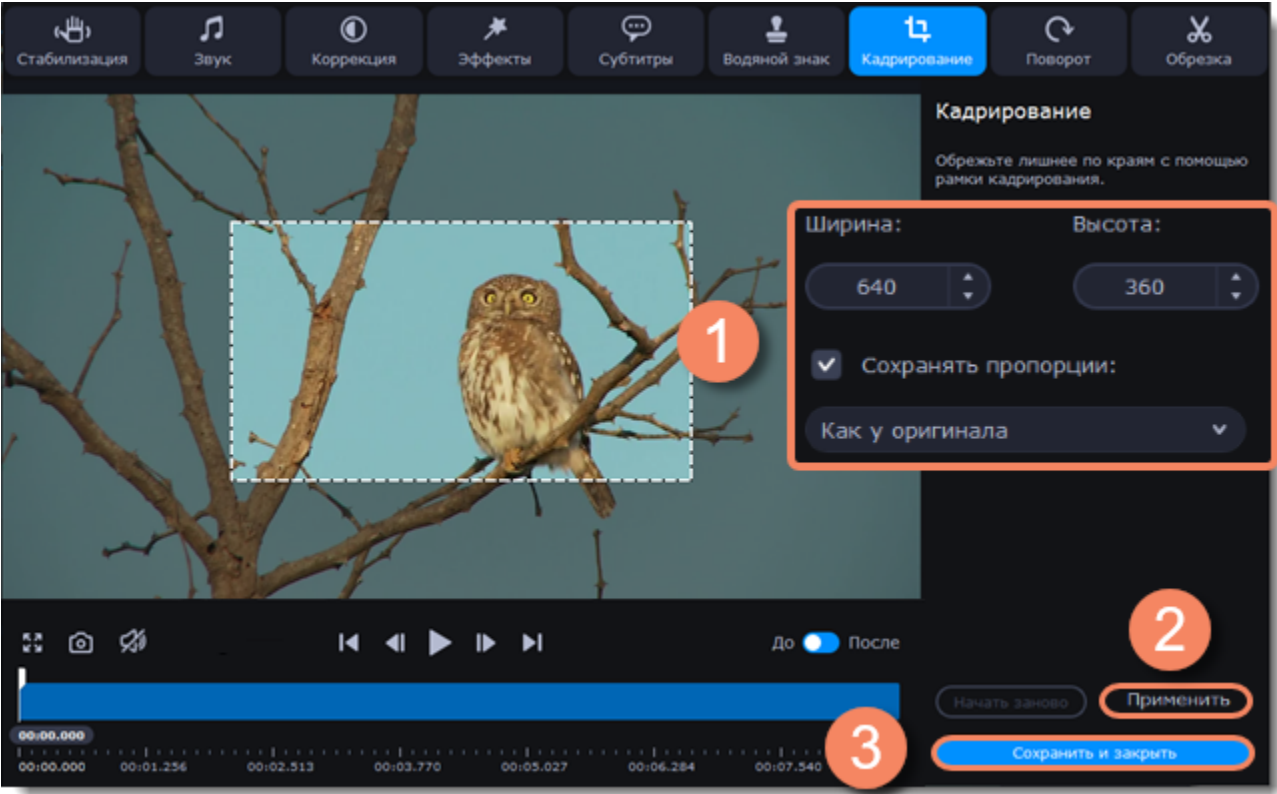 Стабилизация
Звук
Коррекция
Эффекты
Субтитры
Водяной знак
Кадрирование
Поворот
Обрезка
Кадрирование
Обрежьте лишнее по краям с помощью
рамки кадрирования.
Ширина: Высота:
640 360
1
Сохранять пропорции:
Как у оригинала
До После
2
Начать заново Применить
00:00.000
3
Сохранить и закрыть
00:00.000 00:01.256 00:02.513 00:03.770 00:05.027 00:06.284 00:07.540